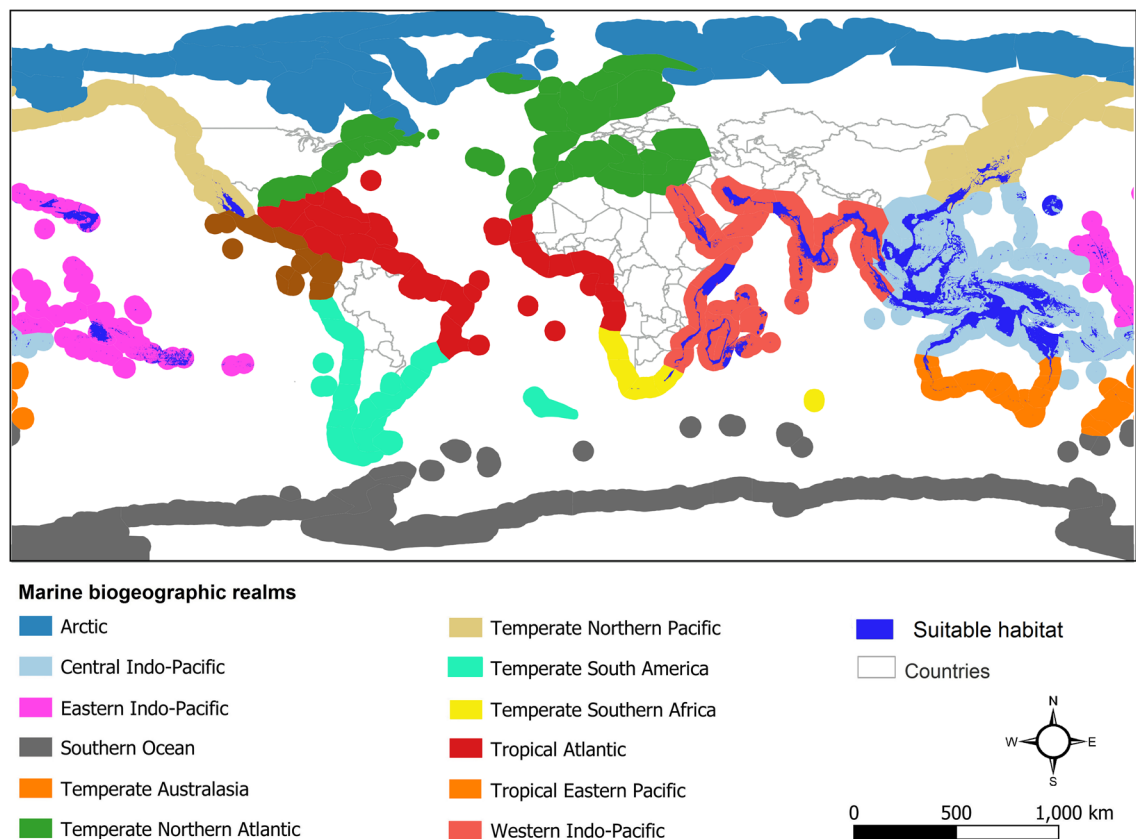 Marine biogeographic realms
Arctic
Central Indo-Pacific
Eastern Indo-Pacific
Southern Ocean
Temperate Australasia
Temperate Northern Atlantic
Temperate Northern Pacific
Temperate South America
Temperate Southern Africa
Tropical Atlantic
Tropical Eastern Pacific
Western Indo-Pacific
Suitable habitat
Countries
N
W E
S
0 500 1,000 km